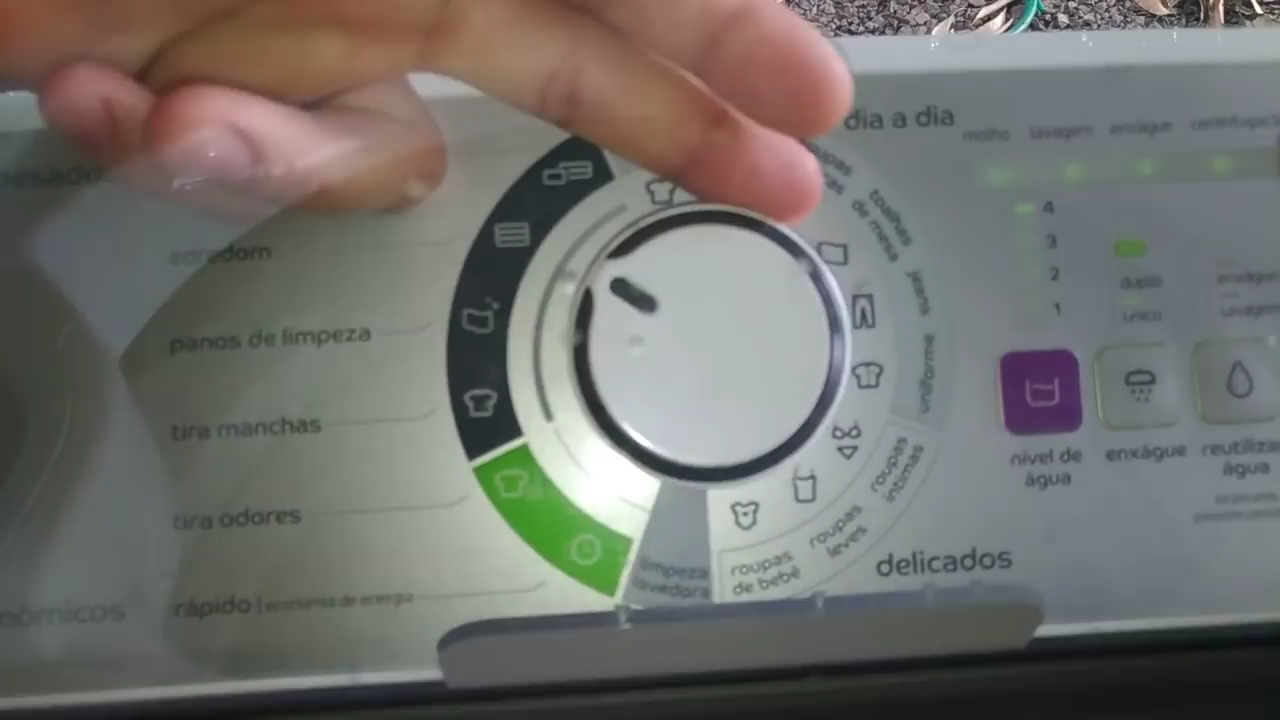 dia a dia
molho lavagem enxágue
pesado
edredom
panos de limpeza
tira manchas
tira odores
rápido | economia de energia
toalhas
de mesa
jeans
uniforme
roupas
íntimas
roupas
leves
roupas
de bebê
limpeza
lavadora
delicados
4
3
2
1
duplo
único
nível de
água
enxágue
reutilizar
água